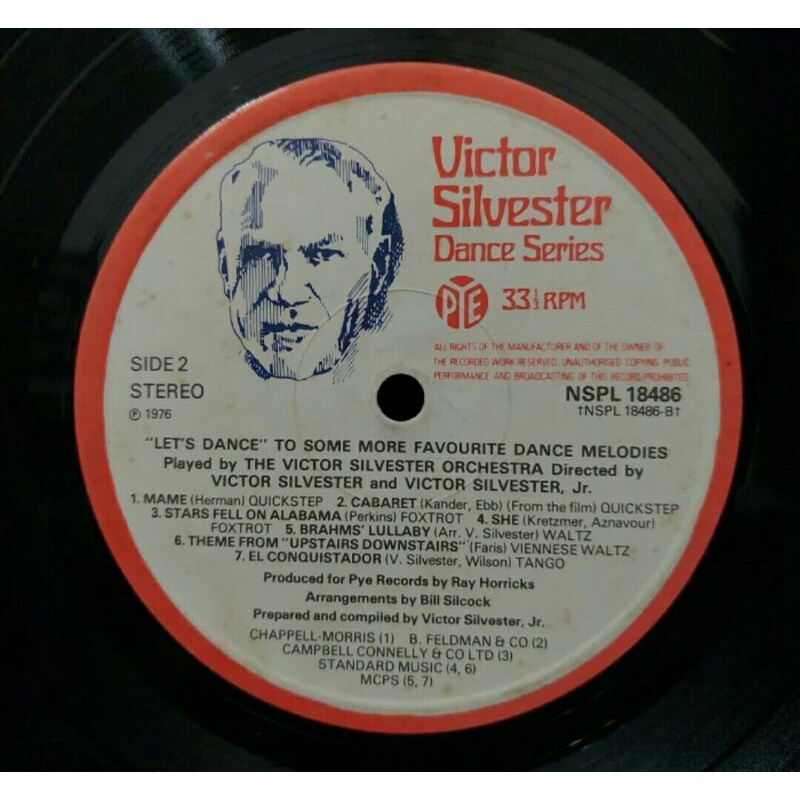 Victor
Silvester
Dance Series
PYE 33 1/3 RPM
ALL RIGHTS OF THE MANUFACTURER AND OF THE OWNER OF
THE RECORDED WORK RESERVED. UNAUTHORISED COPYING PUBLIC
PERFORMANCE AND BROADCASTING OF THIS RECORD PROHIBITED
SIDE 2
STEREO
℗ 1976
NSPL 18486
†NSPL 18486-B†
"LET'S DANCE" TO SOME MORE FAVOURITE DANCE MELODIES
Played by THE VICTOR SILVESTER ORCHESTRA Directed by
VICTOR SILVESTER and VICTOR SILVESTER, Jr.
1. MAME (Herman) QUICKSTEP 2. CABARET (Kander, Ebb) (From the film) QUICKSTEP
3. STARS FELL ON ALABAMA (Perkins) FOXTROT 4. SHE (Kretzmer, Aznavour)
FOXTROT 5. BRAHMS' LULLABY (Arr. V. Silvester) WALTZ
6. THEME FROM "UPSTAIRS DOWNSTAIRS" (Faris) VIENNESE WALTZ
7. EL CONQUISTADOR (V. Silvester, Wilson) TANGO
Produced for Pye Records by Ray Horricks
Arrangements by Bill Silcock
Prepared and compiled by Victor Silvester, Jr.
CHAPPELL-MORRIS (1) B. FELDMAN & CO (2)
CAMPBELL CONNELLY & CO LTD (3)
STANDARD MUSIC (4, 6)
MCPS (5, 7)